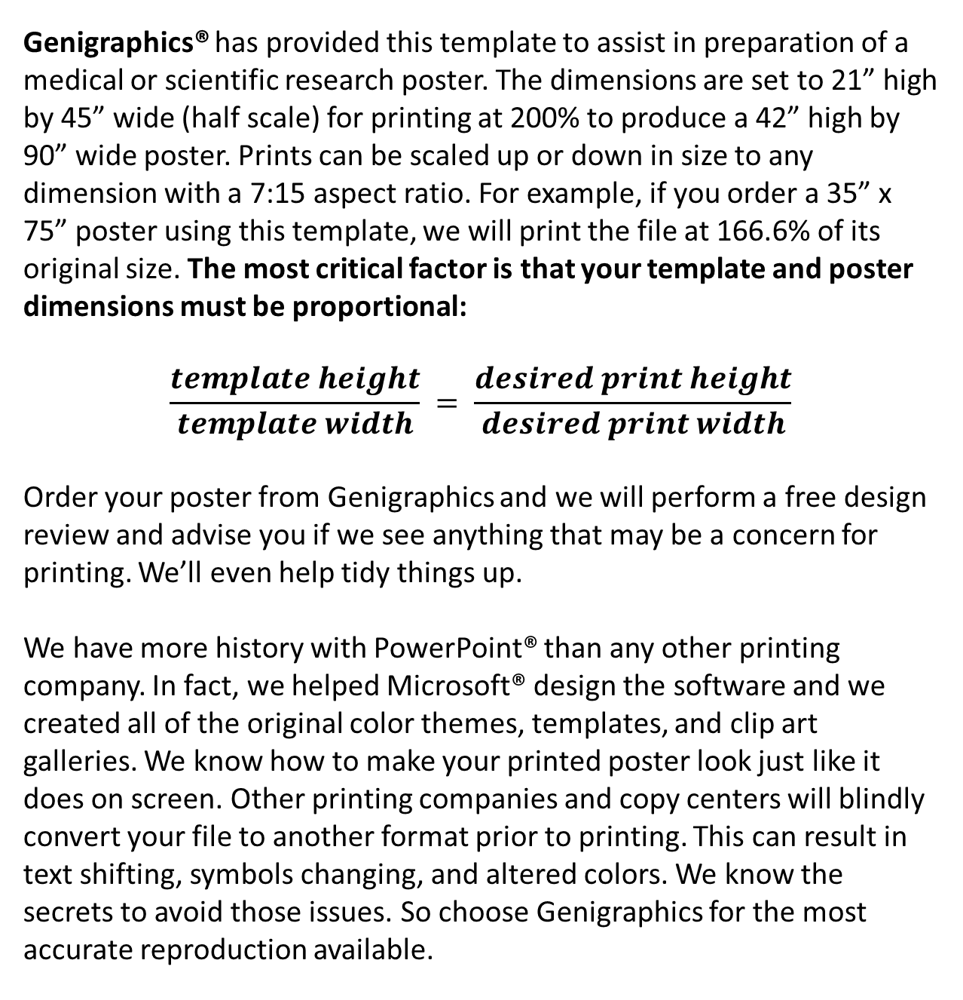 Genigraphics® has provided this template to assist in preparation of a
medical or scientific research poster. The dimensions are set to 21” high
by 45” wide (half scale) for printing at 200% to produce a 42” high by
90” wide poster. Prints can be scaled up or down in size to any
dimension with a 7:15 aspect ratio. For example, if you order a 35” x
75” poster using this template, we will print the file at 166.6% of its
original size. The most critical factor is that your template and poster
dimensions must be proportional:
template height / template width = desired print height / desired print width
Order your poster from Genigraphics and we will perform a free design
review and advise you if we see anything that may be a concern for
printing. We’ll even help tidy things up.
We have more history with PowerPoint® than any other printing
company. In fact, we helped Microsoft® design the software and we
created all of the original color themes, templates, and clip art
galleries. We know how to make your printed poster look just like it
does on screen. Other printing companies and copy centers will blindly
convert your file to another format prior to printing. This can result in
text shifting, symbols changing, and altered colors. We know the
secrets to avoid those issues. So choose Genigraphics for the most
accurate reproduction available.